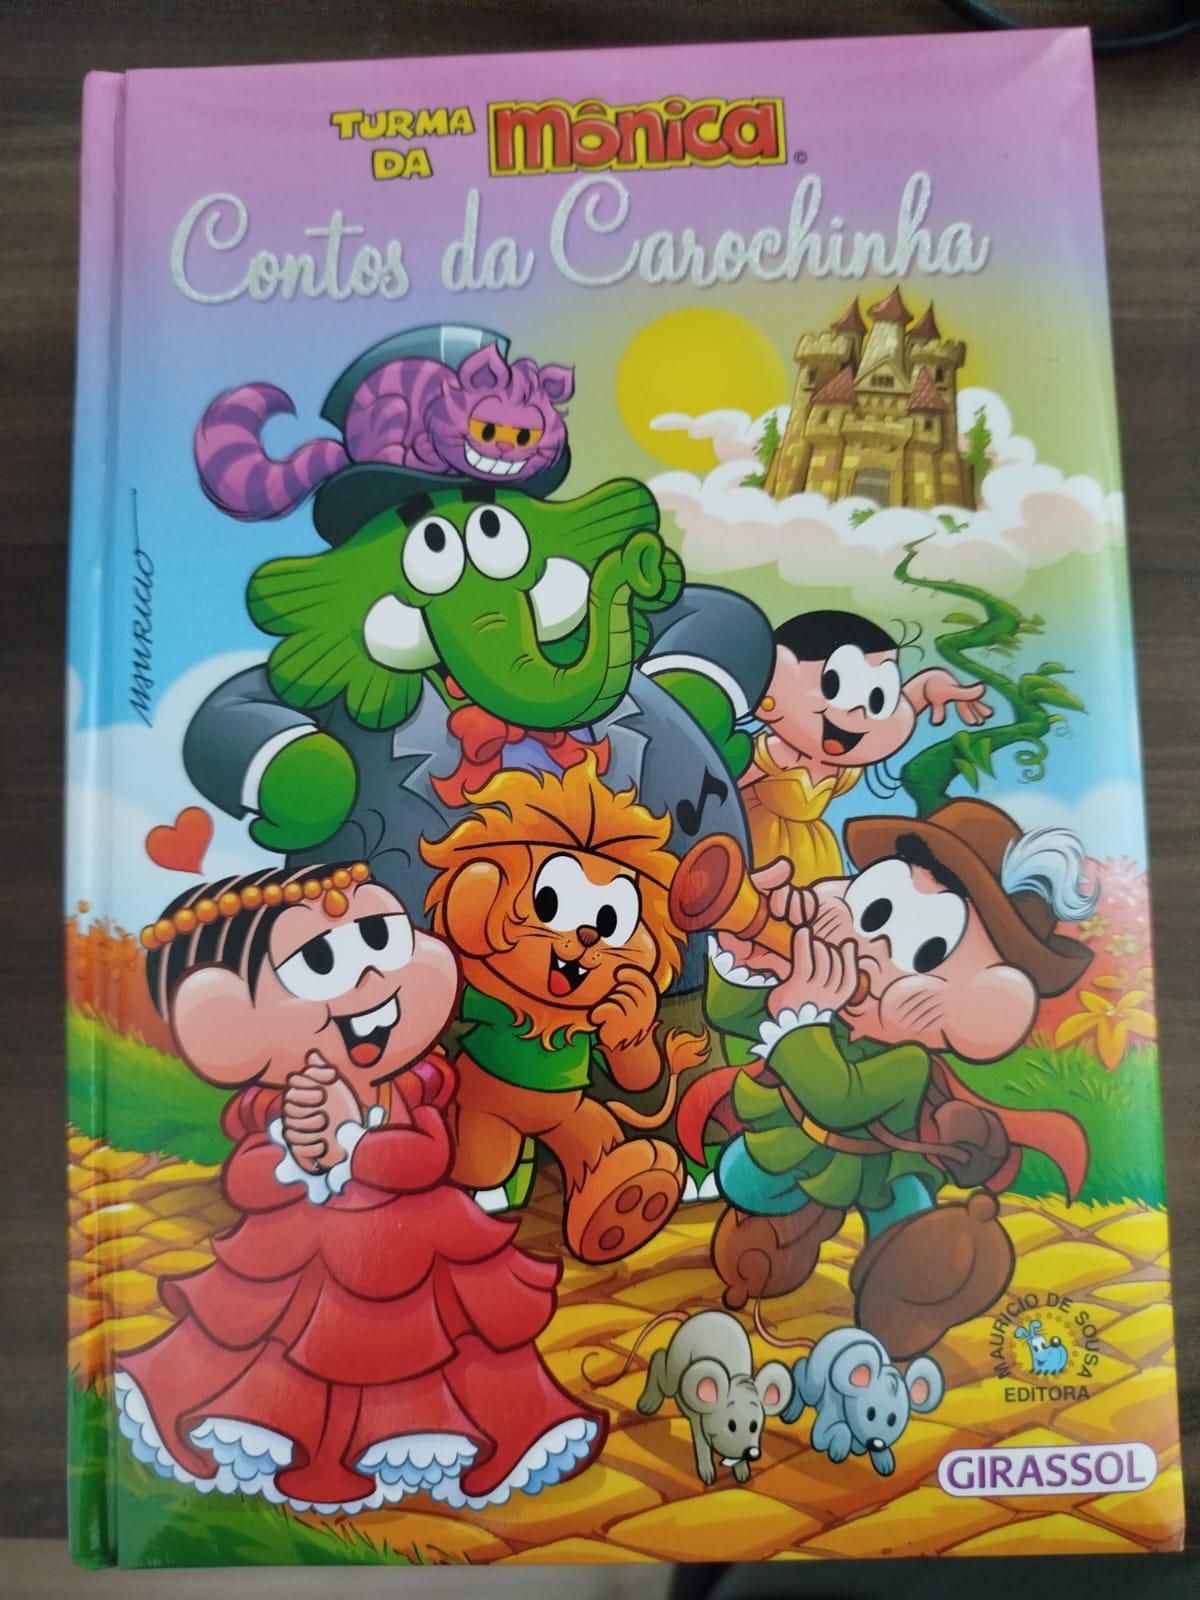 TURMA
DA mônica
Contos da Carochinha
MAURICIO
MAURICIO DE SOUSA
EDITORA
GIRASSOL